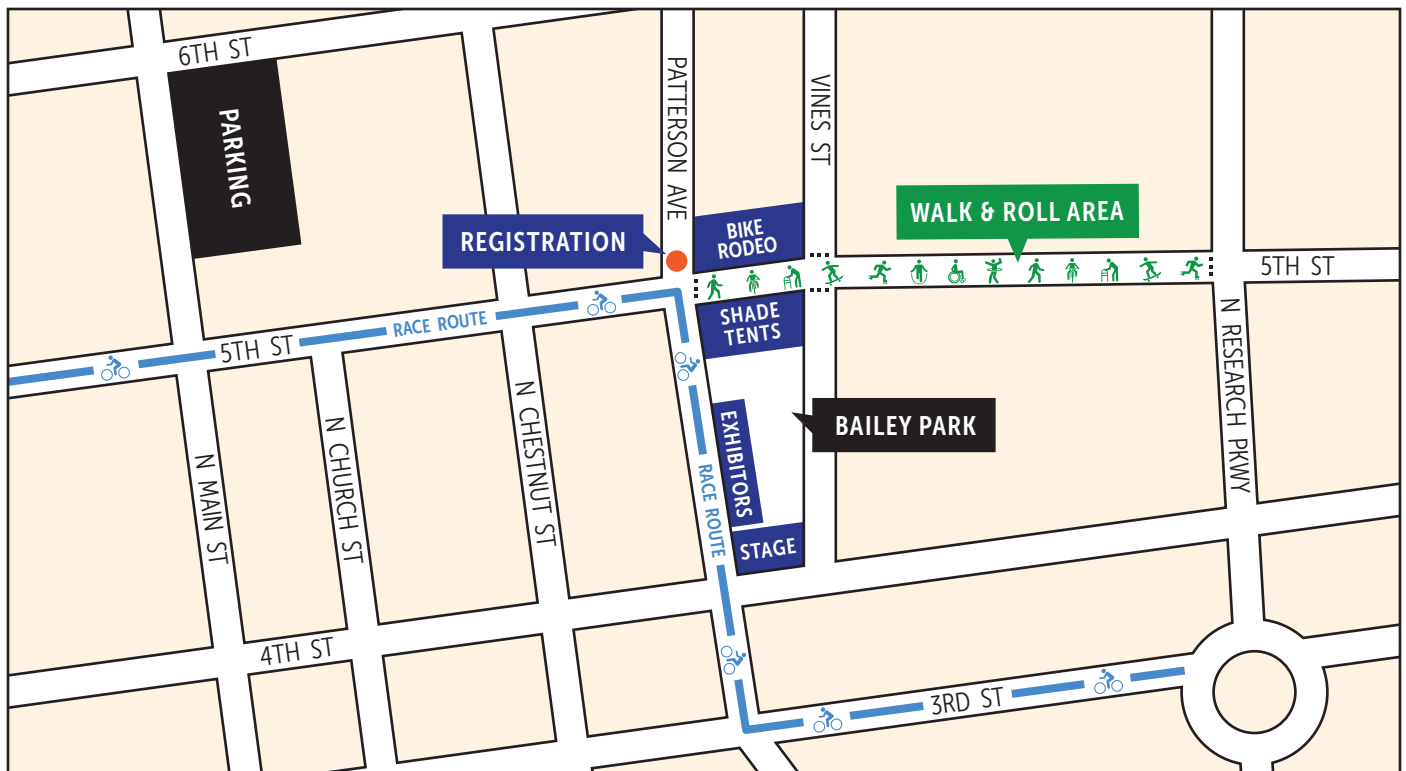 6TH ST
PARKING
PATTERSON AVE
VINES ST
REGISTRATION
BIKE
RODEO
WALK & ROLL AREA
5TH ST
SHADE
TENTS
RACE ROUTE
5TH ST
N RESEARCH PKWY
N CHESTNUT ST
N CHURCH ST
N MAIN ST
EXHIBITORS
BAILEY PARK
RACE ROUTE
STAGE
4TH ST
3RD ST